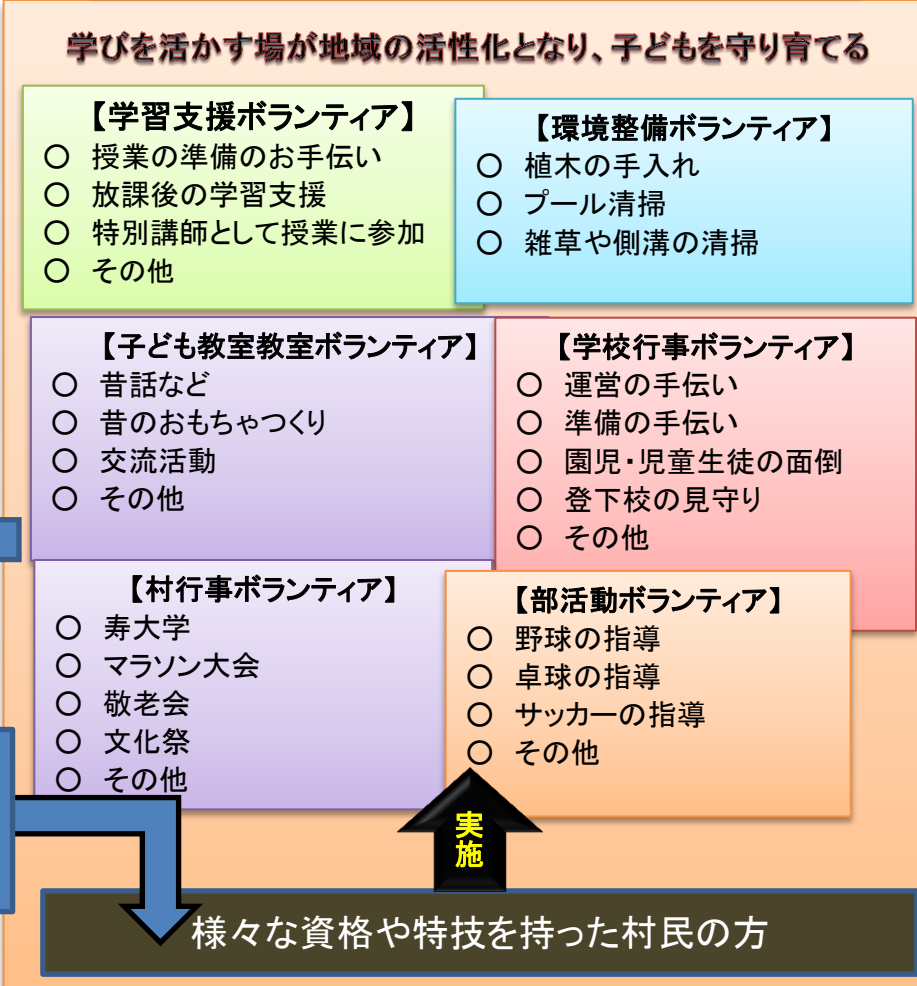 学びを活かす場が地域の活性化となり、子どもを守り育てる
【学習支援ボランティア】
○ 授業の準備のお手伝い
○ 放課後の学習支援
○ 特別講師として授業に参加
○ その他
【環境整備ボランティア】
○ 植木の手入れ
○ プール清掃
○ 雑草や側溝の清掃
【子ども教室教室ボランティア】
○ 昔話など
○ 昔のおもちゃつくり
○ 交流活動
○ その他
【学校行事ボランティア】
○ 運営の手伝い
○ 準備の手伝い
○ 園児・児童生徒の面倒
○ 登下校の見守り
○ その他
【村行事ボランティア】
○ 寿大学
○ マラソン大会
○ 敬老会
○ 文化祭
○ その他
【部活動ボランティア】
○ 野球の指導
○ 卓球の指導
○ サッカーの指導
○ その他
実施
様々な資格や特技を持った村民の方